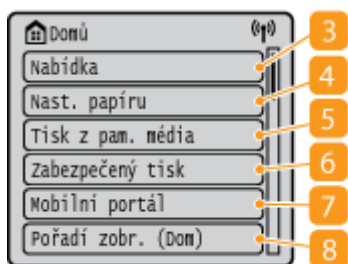 Domů
Nabídka 3
Nast. papíru 4
Tisk z pam. média 5
Zabezpečený tisk 6
Mobilní portál 7
Pořadí zobr. (Dom) 8